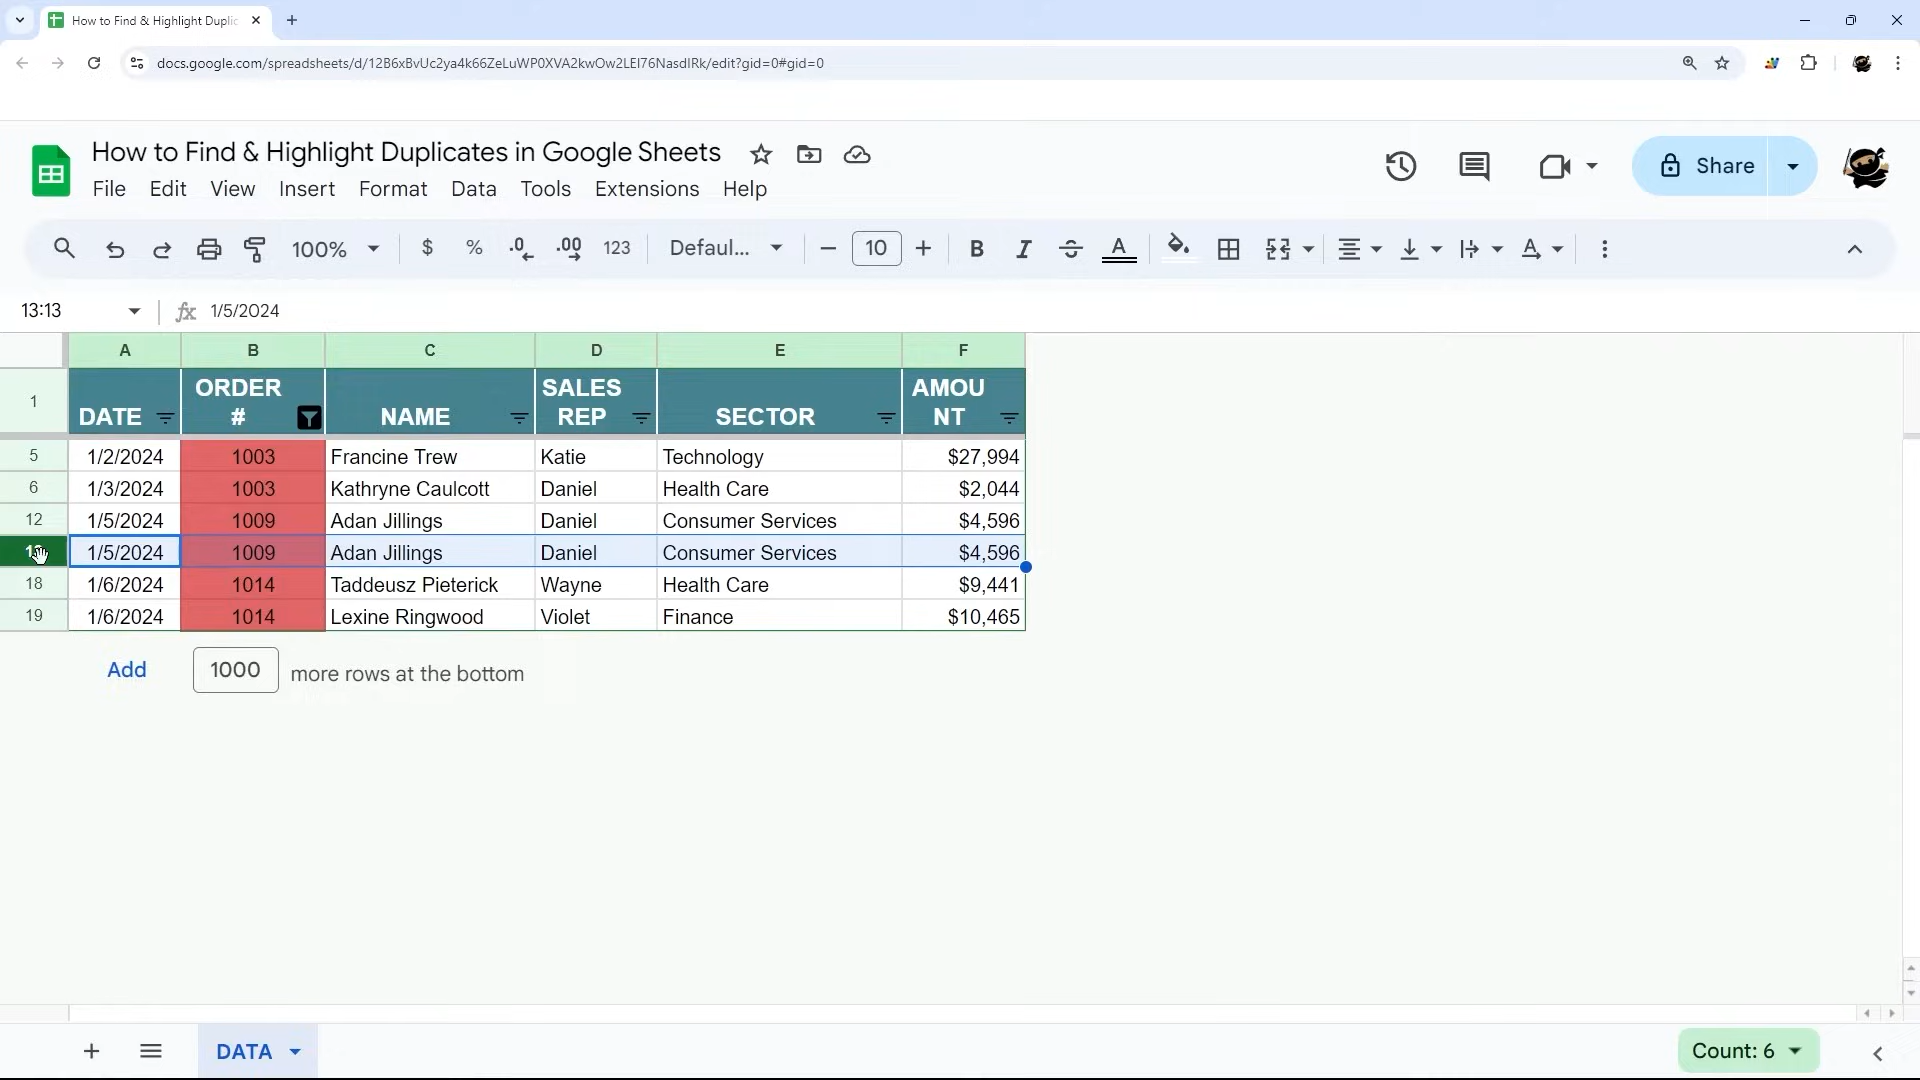 How to Find & Highlight Duplic
docs.google.com/spreadsheets/d/12B6xBvUc2ya4k66ZeLuWP0XVA2kwOw2LEI76NasdIRk/edit?gid=0#gid=0
How to Find & Highlight Duplicates in Google Sheets
File Edit View Insert Format Data Tools Extensions Help
Share
100% $ % .0 .00 123 Defaul... 10 B I S A A
13:13 fx 1/5/2024
A B C D E F
1 DATE ORDER # NAME SALES REP SECTOR AMOUNT
5 1/2/2024 1003 Francine Trew Katie Technology $27,994
6 1/3/2024 1003 Kathryne Caulcott Daniel Health Care $2,044
12 1/5/2024 1009 Adan Jillings Daniel Consumer Services $4,596
1/5/2024 1009 Adan Jillings Daniel Consumer Services $4,596
18 1/6/2024 1014 Taddeusz Pieterick Wayne Health Care $9,441
19 1/6/2024 1014 Lexine Ringwood Violet Finance $10,465
Add 1000 more rows at the bottom
DATA
Count: 6